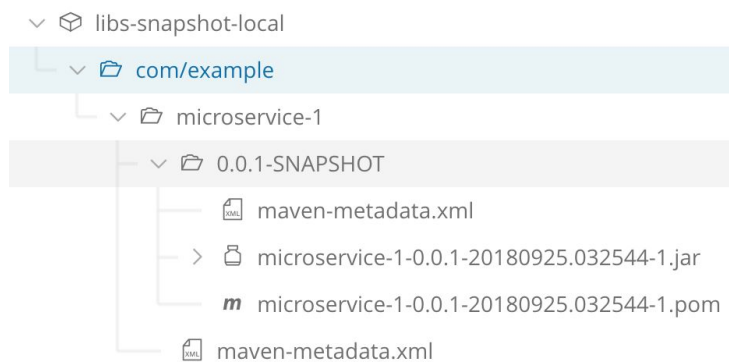 libs-snapshot-local
com/example
microservice-1
0.0.1-SNAPSHOT
maven-metadata.xml
microservice-1-0.0.1-20180925.032544-1.jar
m microservice-1-0.0.1-20180925.032544-1.pom
maven-metadata.xml